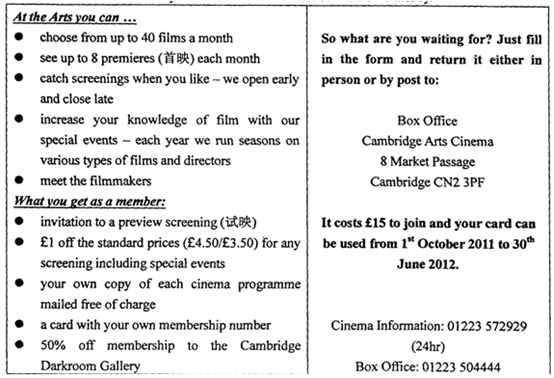 At the Arts you can …
● choose from up to 40 films a month
● see up to 8 premieres (首映) each month
● catch screenings when you like – we open early
and close late
● increase your knowledge of film with our
special events – each year we run seasons on
various types of films and directors
● meet the filmmakers
What you get as a member:
● invitation to a preview screening (试映)
● £1 off the standard prices (£4.50/£3.50) for any
screening including special events
● your own copy of each cinema programme
mailed free of charge
● a card with your own membership number
● 50% off membership to the Cambridge
Darkroom Gallery
So what are you waiting for? Just fill
in the form and return it either in
person or by post to:
Box Office
Cambridge Arts Cinema
8 Market Passage
Cambridge CN2 3PF
It costs £15 to join and your card can
be used from 1st October 2011 to 30th
June 2012.
Cinema Information: 01223 572929
(24hr)
Box Office: 01223 504444